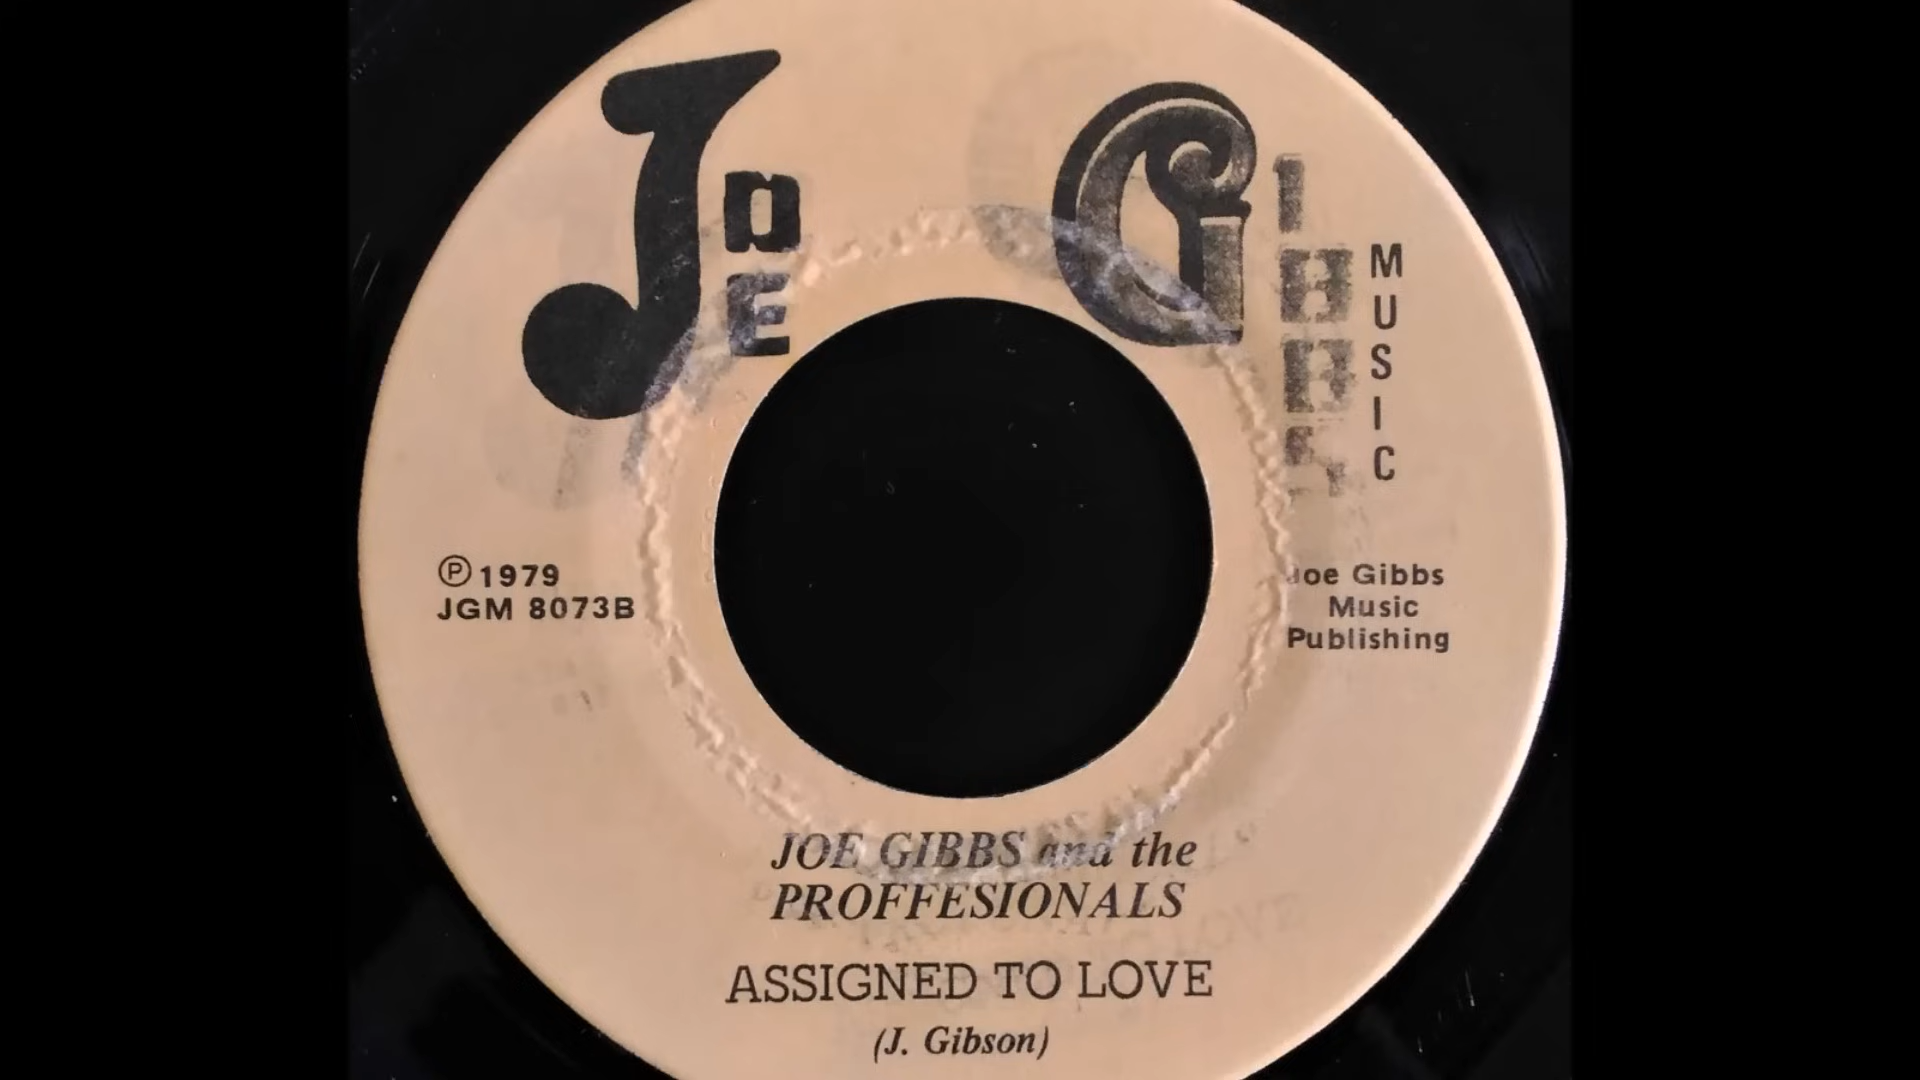 JOE GIBBS
MUSIC
Ⓟ 1979
JGM 8073B
Joe Gibbs
Music
Publishing
JOE GIBBS and the
PROFFESIONALS
ASSIGNED TO LOVE
(J. Gibson)